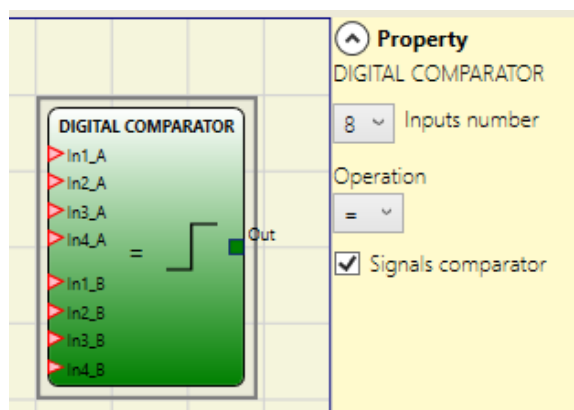 DIGITAL COMPARATOR
In1_A
In2_A
In3_A
In4_A
=
Out
In1_B
In2_B
In3_B
In4_B
Property
DIGITAL COMPARATOR
8 Inputs number
Operation
=
Signals comparator